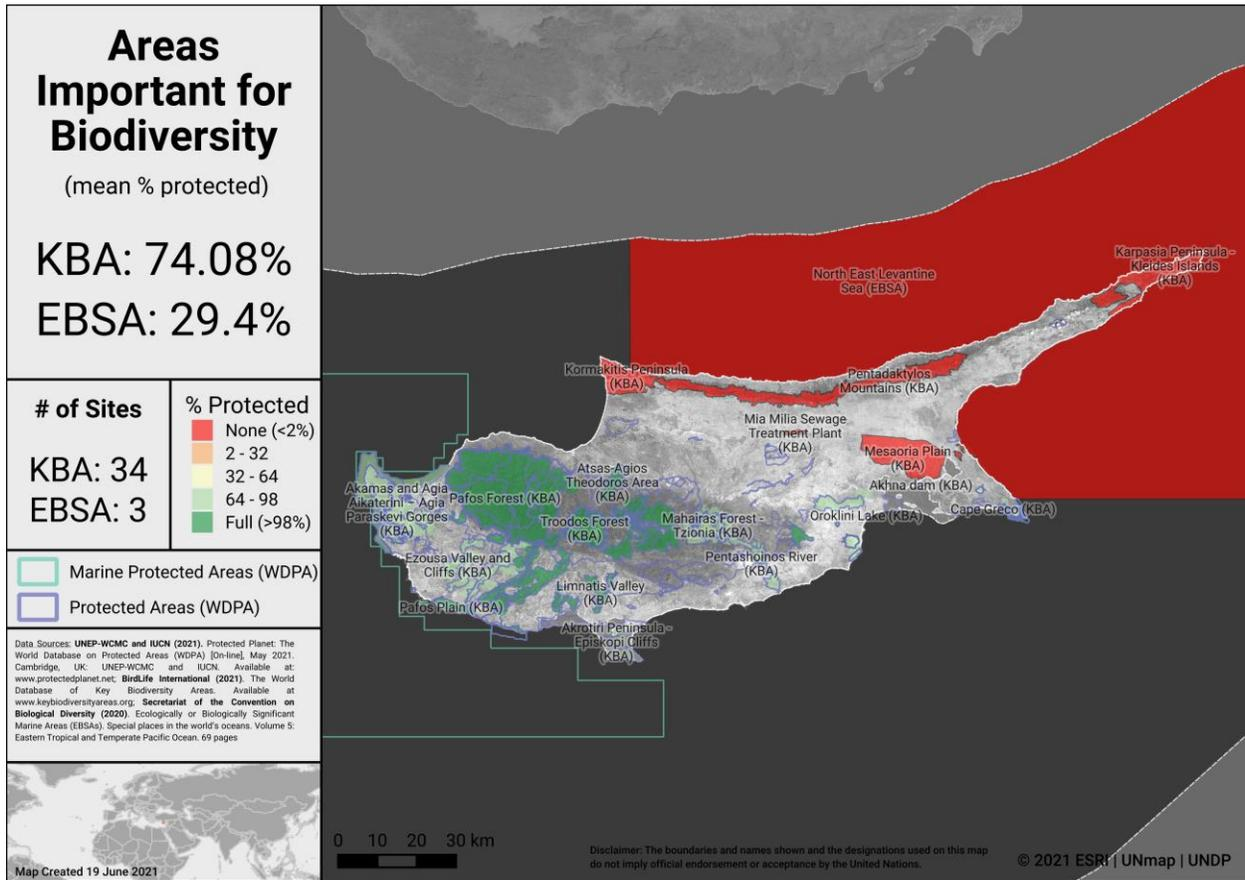 Areas
Important for
Biodiversity
(mean % protected)
KBA: 74.08%
EBSA: 29.4%
# of Sites
KBA: 34
EBSA: 3
% Protected
None (<2%)
2 - 32
32 - 64
64 - 98
Full (>98%)
Marine Protected Areas (WDPA)
Protected Areas (WDPA)
Data Sources: UNEP-WCMC and IUCN (2021). Protected Planet: The
World Database on Protected Areas (WDPA) [On-line], May 2021.
Cambridge, UK: UNEP-WCMC and IUCN. Available at:
www.protectedplanet.net; BirdLife International (2021). The World
Database of Key Biodiversity Areas. Available at
www.keybiodiversityareas.org; Secretariat of the Convention on
Biological Diversity (2020). Ecologically or Biologically Significant
Marine Areas (EBSAs). Special places in the world's oceans. Volume 5:
Eastern Tropical and Temperate Pacific Ocean. 69 pages
Map Created 19 June 2021
North East Levantine
Sea (EBSA)
Karpasia Peninsula -
Kleides Islands
(KBA)
Kormakitis Peninsula
(KBA)
Pentadaktylos
Mountains (KBA)
Mia Milia Sewage
Treatment Plant
(KBA)
Mesaoria Plain
(KBA)
Akhna dam (KBA)
Cape Greco (KBA)
Oroklini Lake (KBA)
Atsas-Agios
Theodoros Area
(KBA)
Akamas and Agia
Aikaterini - Agia
Paraskevi Gorges
(KBA)
Pafos Forest (KBA)
Troodos Forest
(KBA)
Mahairas Forest -
Tzionia (KBA)
Pentashoinos River
(KBA)
Ezousa Valley and
Cliffs (KBA)
Limnatis Valley
(KBA)
Pafos Plain (KBA)
Akrotiri Peninsula -
Episkopi Cliffs
(KBA)
0 10 20 30 km
Disclaimer: The boundaries and names shown and the designations used on this map
do not imply official endorsement or acceptance by the United Nations.
© 2021 ESRI | UNmap | UNDP